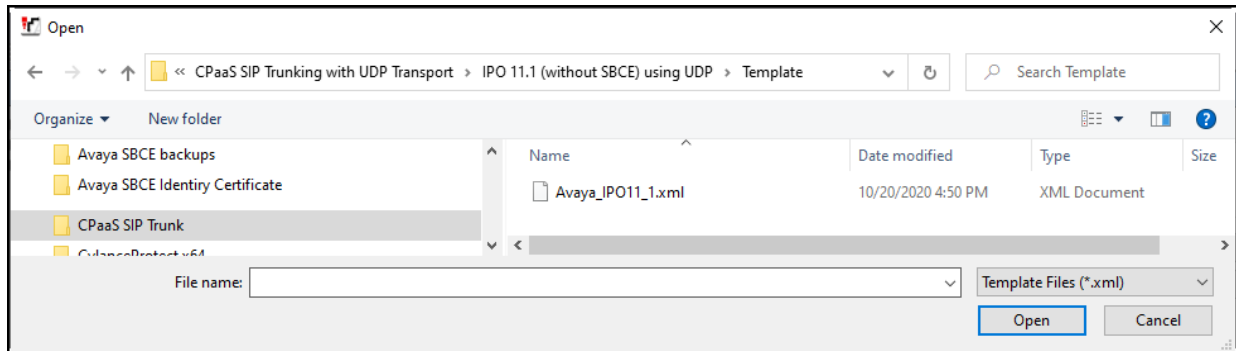 Open
« CPaaS SIP Trunking with UDP Transport > IPO 11.1 (without SBCE) using UDP > Template
Search Template
Organize New folder
Avaya SBCE backups
Avaya SBCE Identiry Certificate
CPaaS SIP Trunk
CylanceProtect x64
Name Date modified Type Size
Avaya_IPO11_1.xml 10/20/2020 4:50 PM XML Document
File name: Template Files (*.xml)
Open Cancel